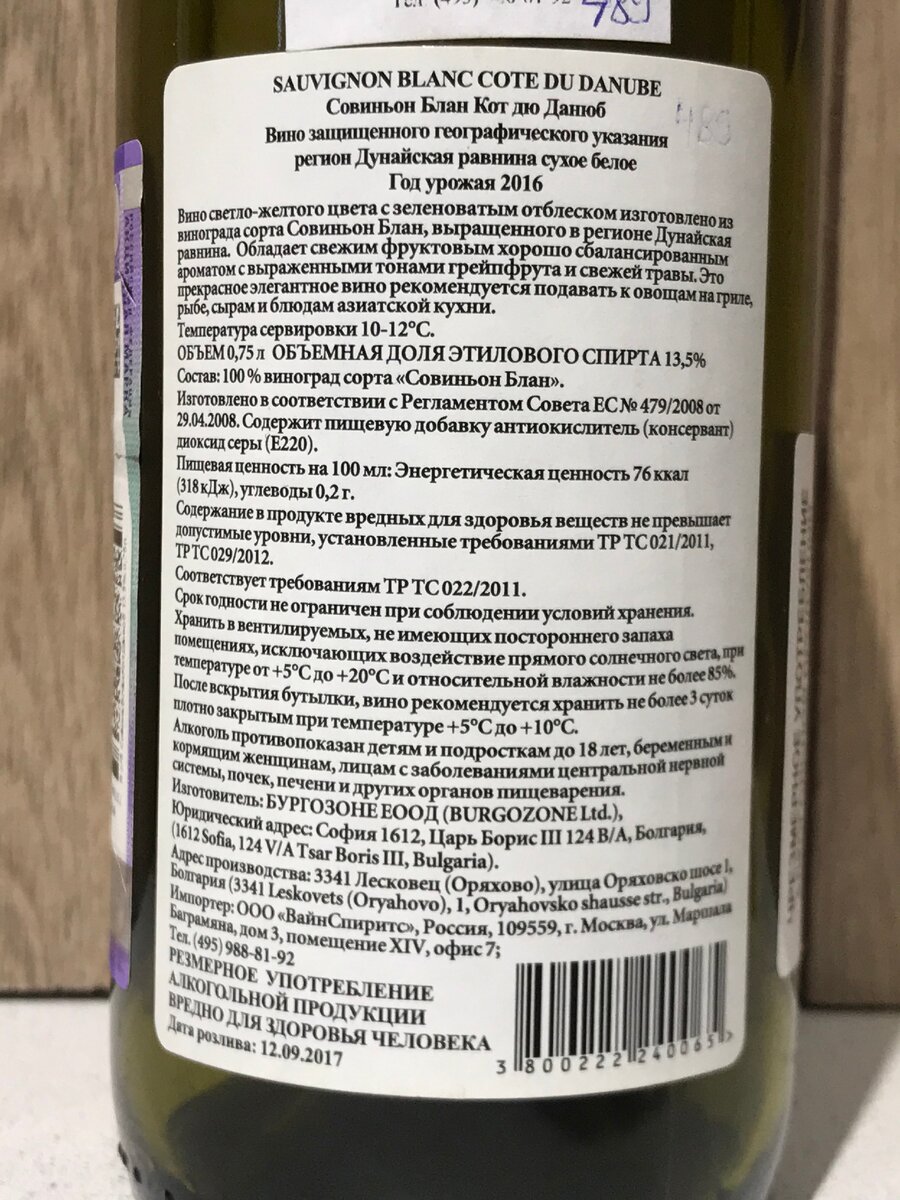 789
SAUVIGNON BLANC COTE DU DANUBE
Совиньон Блан Кот дю Данюб
489
Вино защищенного географического указания
регион Дунайская равнина сухое белое
Год урожая 2016
Вино светло-желтого цвета с зеленоватым отблеском изготовлено из
винограда сорта Совиньон Блан, выращенного в регионе Дунайская
равнина. Обладает свежим фруктовым хорошо сбалансированным
ароматом с выраженными тонами грейпфрута и свежей травы. Это
прекрасное элегантное вино рекомендуется подавать к овощам на гриле,
рыбе, сырам и блюдам азиатской кухни.
Температура сервировки 10-12°C.
ОБЪЕМ 0,75 л ОБЪЕМНАЯ ДОЛЯ ЭТИЛОВОГО СПИРТА 13,5%
Состав: 100 % виноград сорта «Совиньон Блан».
Изготовлено в соответствии с Регламентом Совета ЕС № 479/2008 от
29.04.2008. Содержит пищевую добавку антиокислитель (консервант)
диоксид серы (Е220).
Пищевая ценность на 100 мл: Энергетическая ценность 76 ккал
(318 кДж), углеводы 0,2 г.
Содержание в продукте вредных для здоровья веществ не превышает
допустимые уровни, установленные требованиями ТР ТС 021/2011,
ТР ТС 029/2012.
Соответствует требованиям ТР ТС 022/2011.
Срок годности не ограничен при соблюдении условий хранения.
Хранить в вентилируемых, не имеющих постороннего запаха
помещениях, исключающих воздействие прямого солнечного света, при
температуре от +5°C до +20°C и относительной влажности не более 85%.
После вскрытия бутылки, вино рекомендуется хранить не более 3 суток
плотно закрытым при температуре +5°C до +10°C.
Алкоголь противопоказан детям и подросткам до 18 лет, беременным и
кормящим женщинам, лицам с заболеваниями центральной нервной
системы, почек, печени и других органов пищеварения.
Изготовитель: БУРГОЗОНЕ ЕООД (BURGOZONE Ltd.),
Юридический адрес: София 1612, Царь Борис III 124 В/А, Болгария,
(1612 Sofia, 124 V/A Tsar Boris III, Bulgaria).
Адрес производства: 3341 Лесковец (Оряхово), улица Оряховско шосе 1,
Болгария (3341 Leskovets (Oryahovo), 1, Oryahovsko shausse str., Bulgaria)
Импортер: ООО «ВайнСпиритс», Россия, 109559, г. Москва, ул. Маршала
Баграмяна, дом 3, помещение XIV, офис 7;
Тел. (495) 988-81-92
РЕЗМЕРНОЕ УПОТРЕБЛЕНИЕ
АЛКОГОЛЬНОЙ ПРОДУКЦИИ
ВРЕДНО ДЛЯ ЗДОРОВЬЯ ЧЕЛОВЕКА
Дата розлива: 12.09.2017
3 800222 240065 >
ЧРЕЗМЕРНОЕ УПОТРЕБЛЕНИЕ